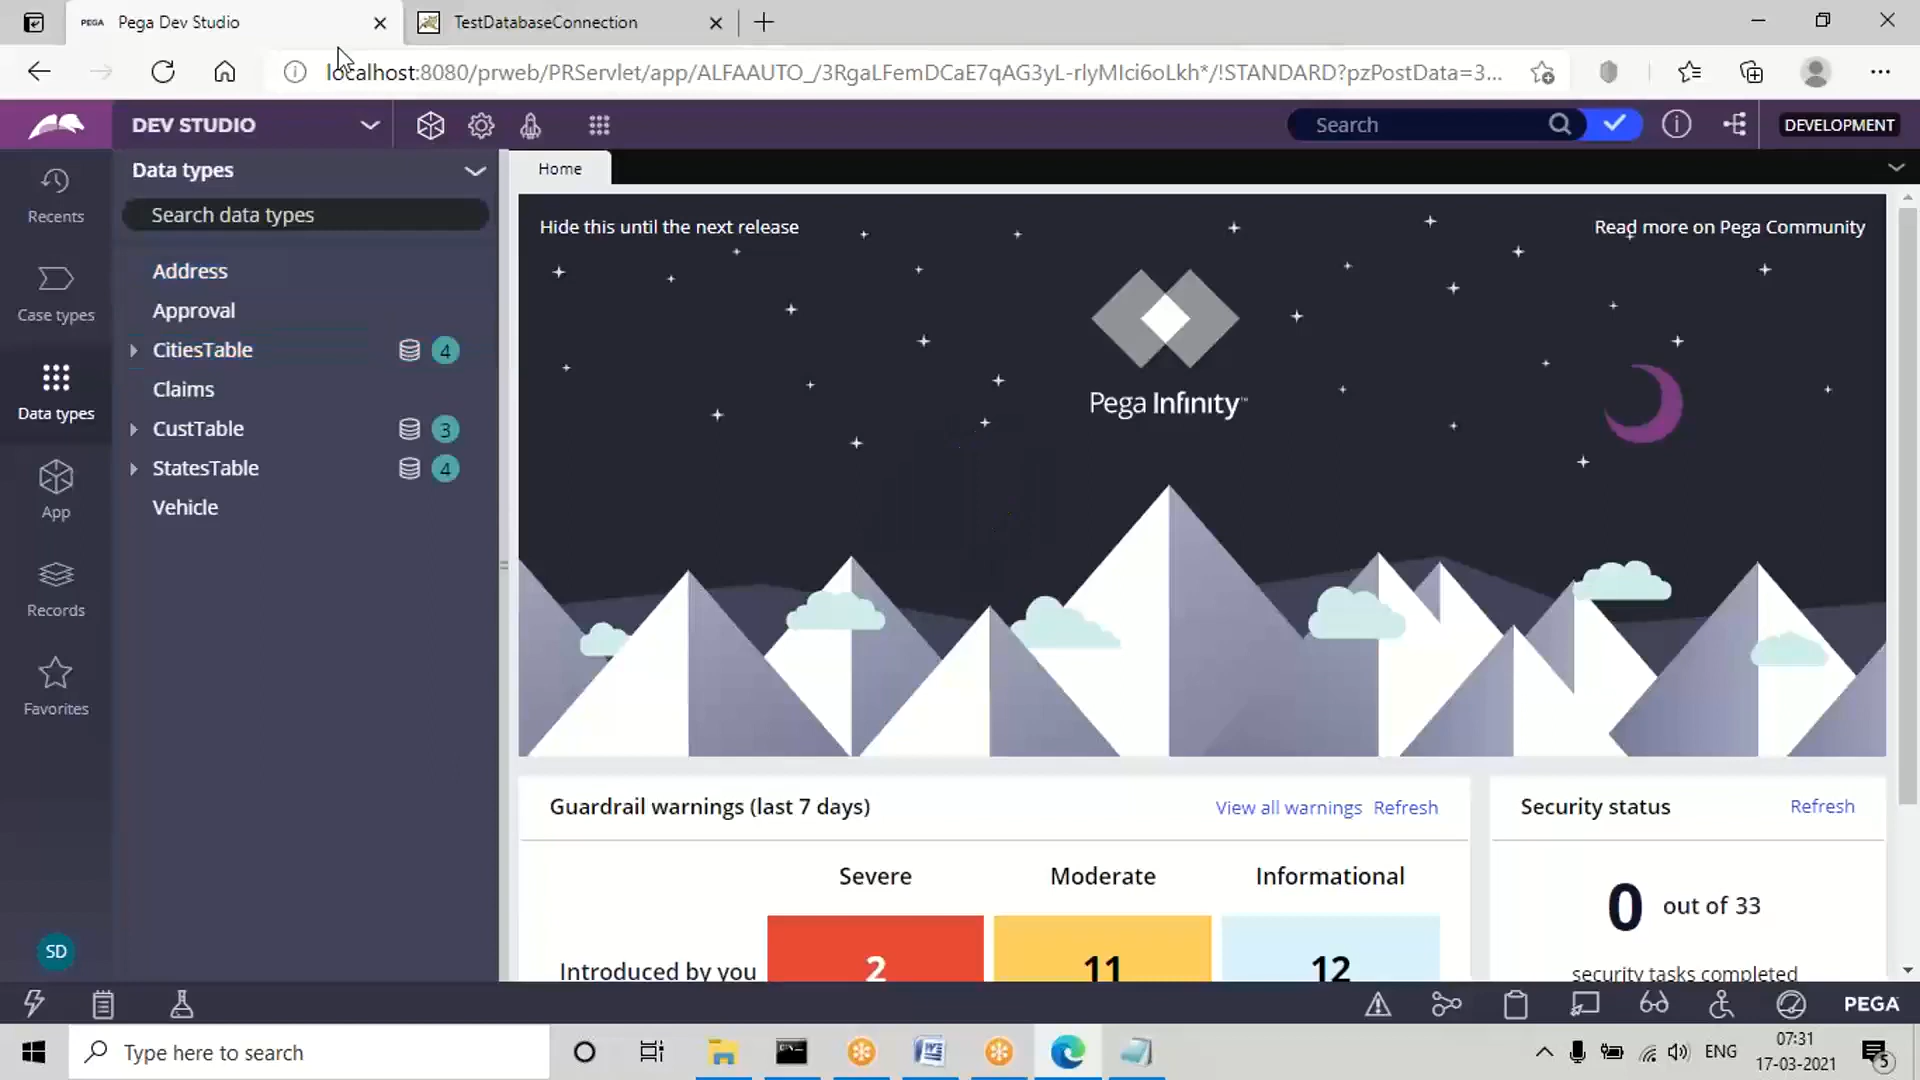 PEGA Pega Dev Studio
TestDatabaseConnection
localhost:8080/prweb/PRServlet/app/ALFAAUTO_/3RgaLFemDCaE7qAG3yL-rlyMIci6oLkh*/!STANDARD?pzPostData=3...
DEV STUDIO
Search
DEVELOPMENT
Recents
Case types
Data types
App
Records
Favorites
SD
Data types
Search data types
Address
Approval
CitiesTable 4
Claims
CustTable 3
StatesTable 4
Vehicle
Home
Hide this until the next release
Read more on Pega Community
Pega Infinity™
Guardrail warnings (last 7 days)
View all warnings Refresh
Severe Moderate Informational
Introduced by you 2 11 12
Security status
Refresh
0 out of 33
security tasks completed
PEGA
Type here to search
ENG
07:31
17-03-2021
5